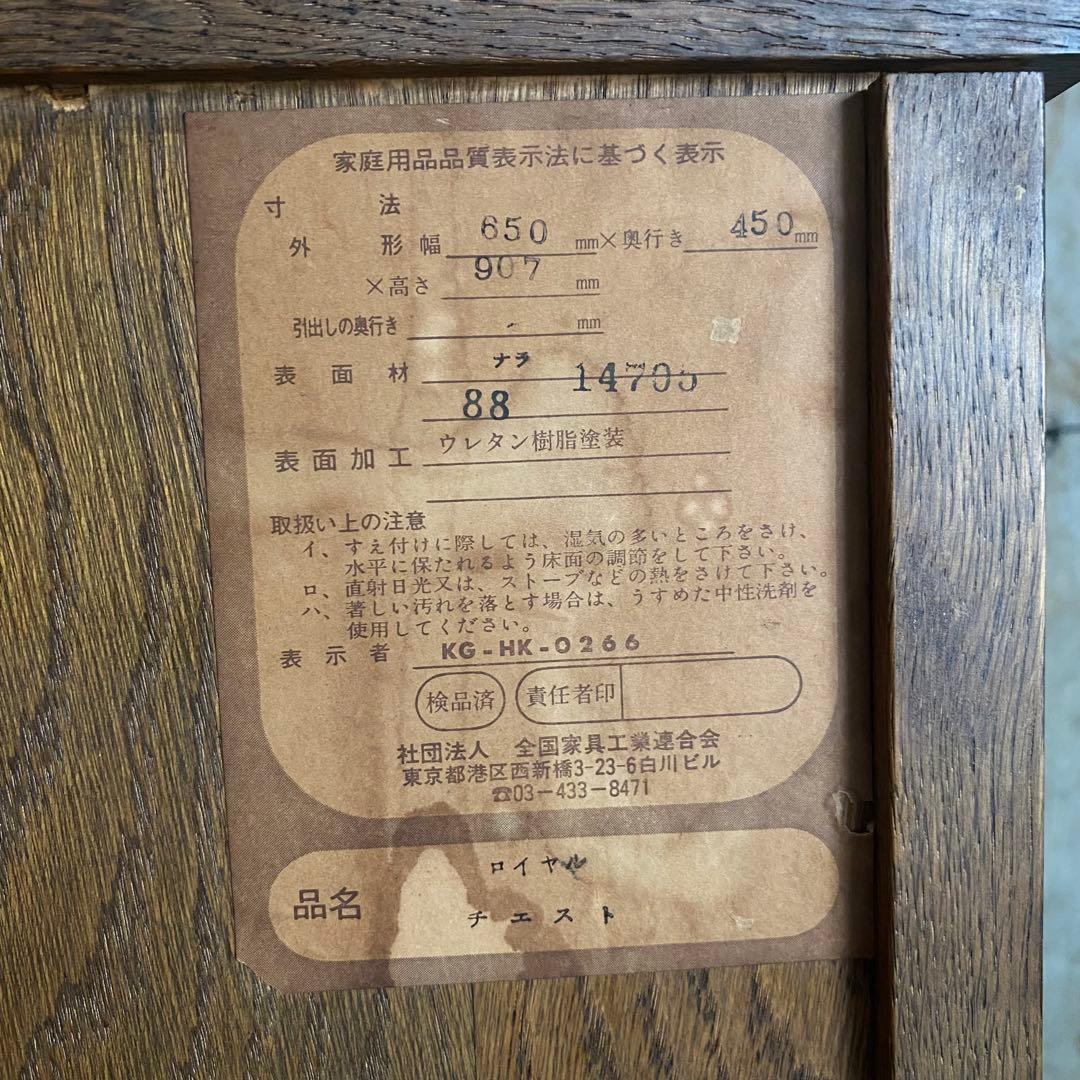 家庭用品品質表示法に基づく表示
寸法
外形幅 650 mm×奥行き 450 mm
×高さ 907 mm
引出しの奥行き mm
表面材 ナラ
88
表面加工 ウレタン樹脂塗装
取扱い上の注意
イ、すえ付けに際しては、湿気の多いところをさけ、
水平に保たれるよう床面の調節をして下さい。
ロ、直射日光又は、ストーブなどの熱をさけて下さい。
ハ、著しい汚れを落とす場合は、うすめた中性洗剤を
使用してください。
表示者 KG-HK-0266
検品済 責任者印
社団法人 全国家具工業連合会
東京都港区西新橋3-23-6白川ビル
☎03-433-8471
品名 ロイヤル
チエスト